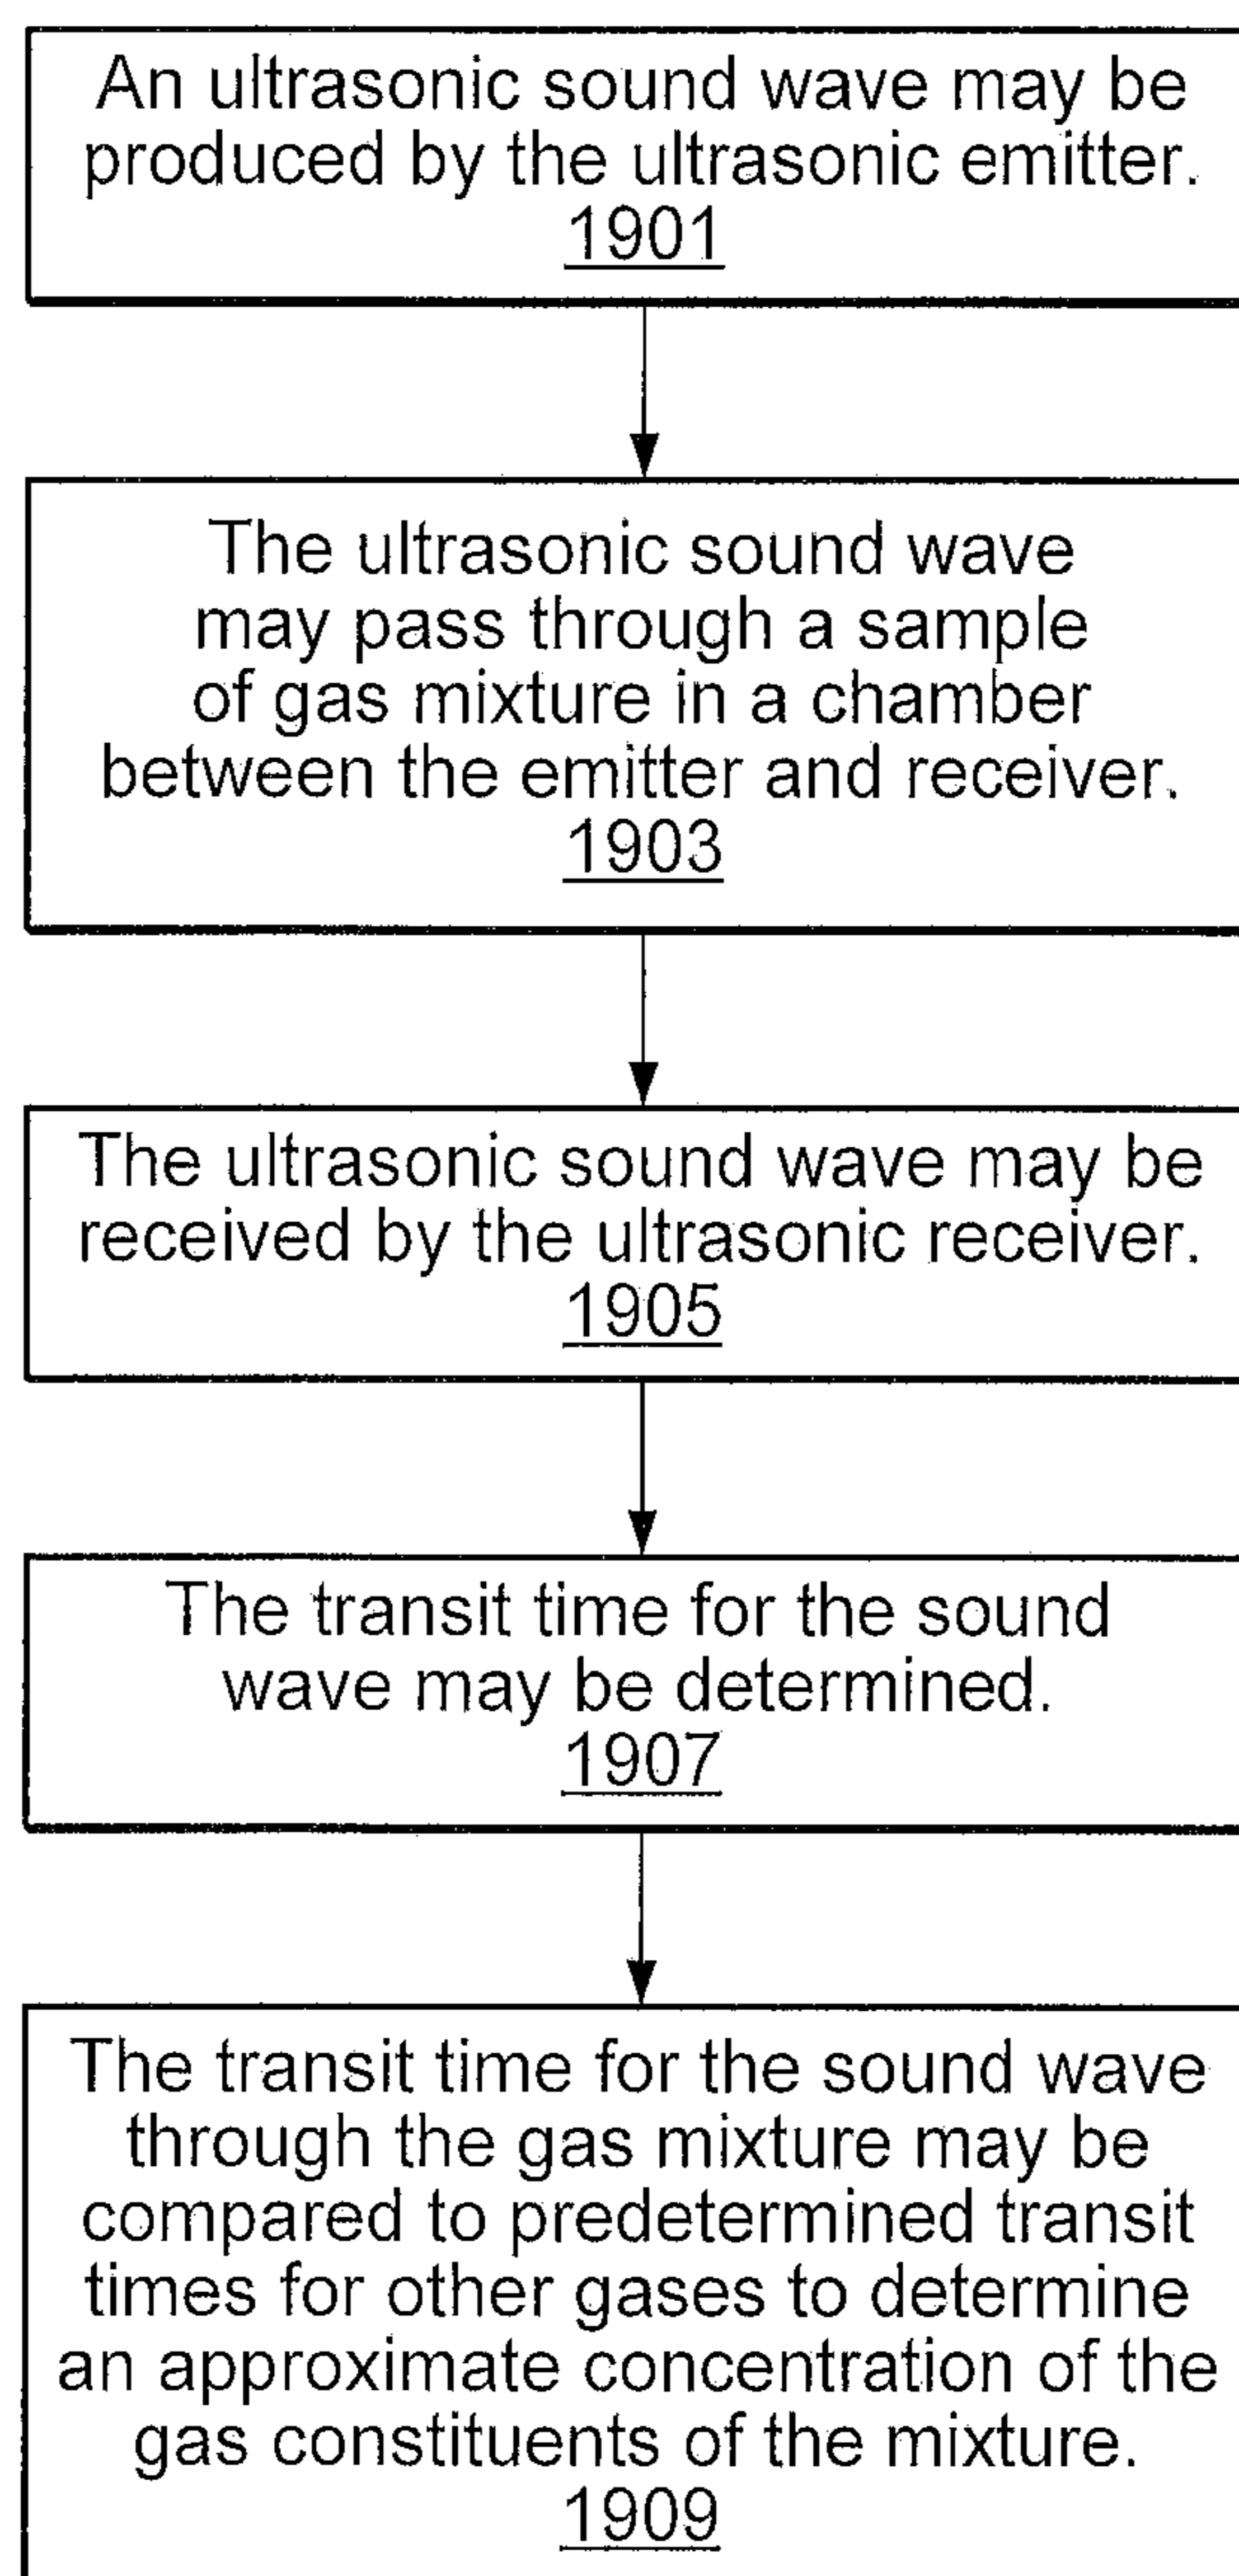 An ultrasonic sound wave may be
produced by the ultrasonic emitter.
1901
The ultrasonic sound wave
may pass through a sample
of gas mixture in a chamber
between the emitter and receiver.
1903
The ultrasonic sound wave may be
received by the ultrasonic receiver.
1905
The transit time for the sound
wave may be determined.
1907
The transit time for the sound wave
through the gas mixture may be
compared to predetermined transit
times for other gases to determine
an approximate concentration of the
gas constituents of the mixture.
1909